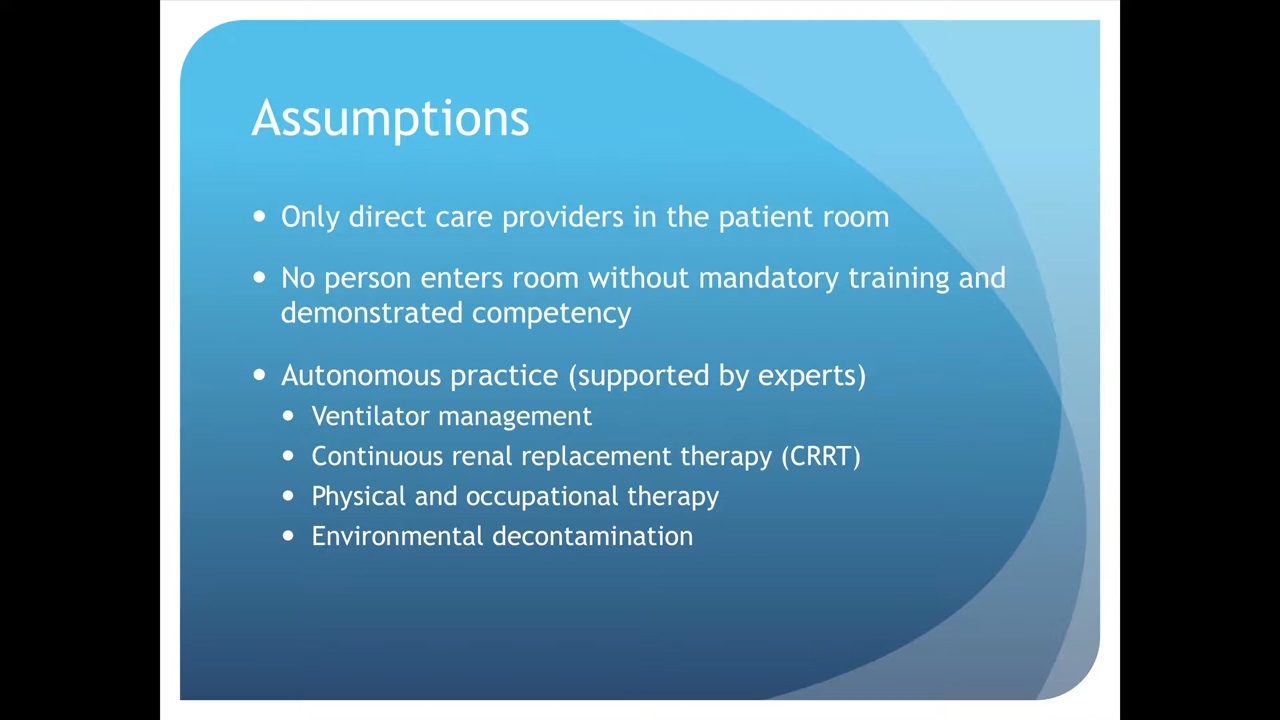 Assumptions
• Only direct care providers in the patient room
• No person enters room without mandatory training and
demonstrated competency
• Autonomous practice (supported by experts)
• Ventilator management
• Continuous renal replacement therapy (CRRT)
• Physical and occupational therapy
• Environmental decontamination